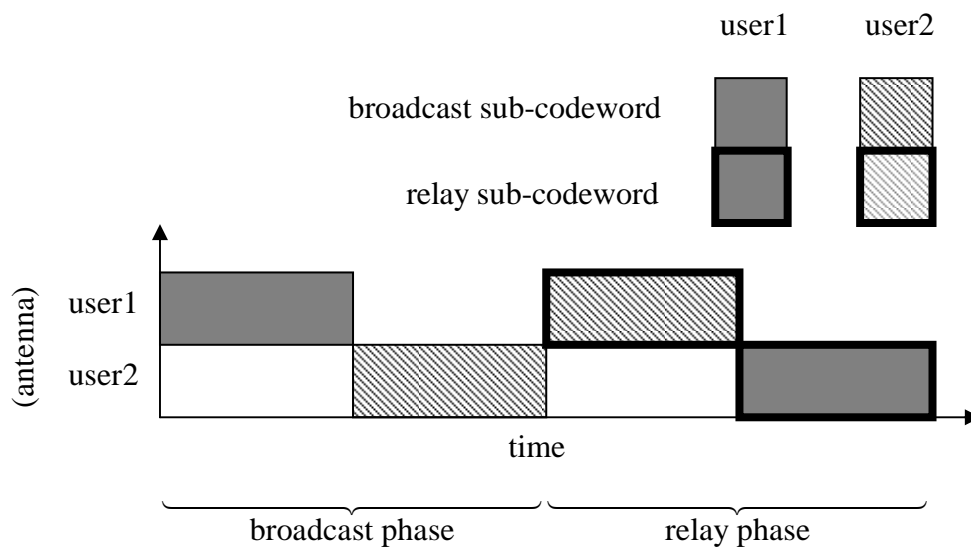 user1 user2
broadcast sub-codeword
relay sub-codeword
(antenna)
user1
user2
time
broadcast phase relay phase